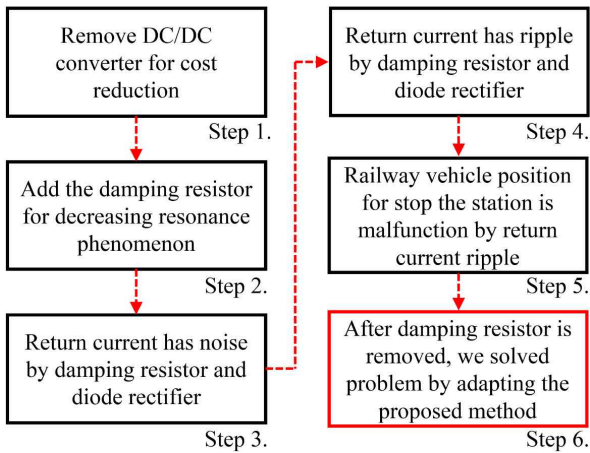 Remove DC/DC
converter for cost
reduction
Step 1.
Add the damping resistor
for decreasing resonance
phenomenon
Step 2.
Return current has noise
by damping resistor and
diode rectifier
Step 3.
Return current has ripple
by damping resistor and
diode rectifier
Step 4.
Railway vehicle position
for stop the station is
malfunction by return
current ripple
Step 5.
After damping resistor is
removed, we solved
problem by adapting the
proposed method
Step 6.